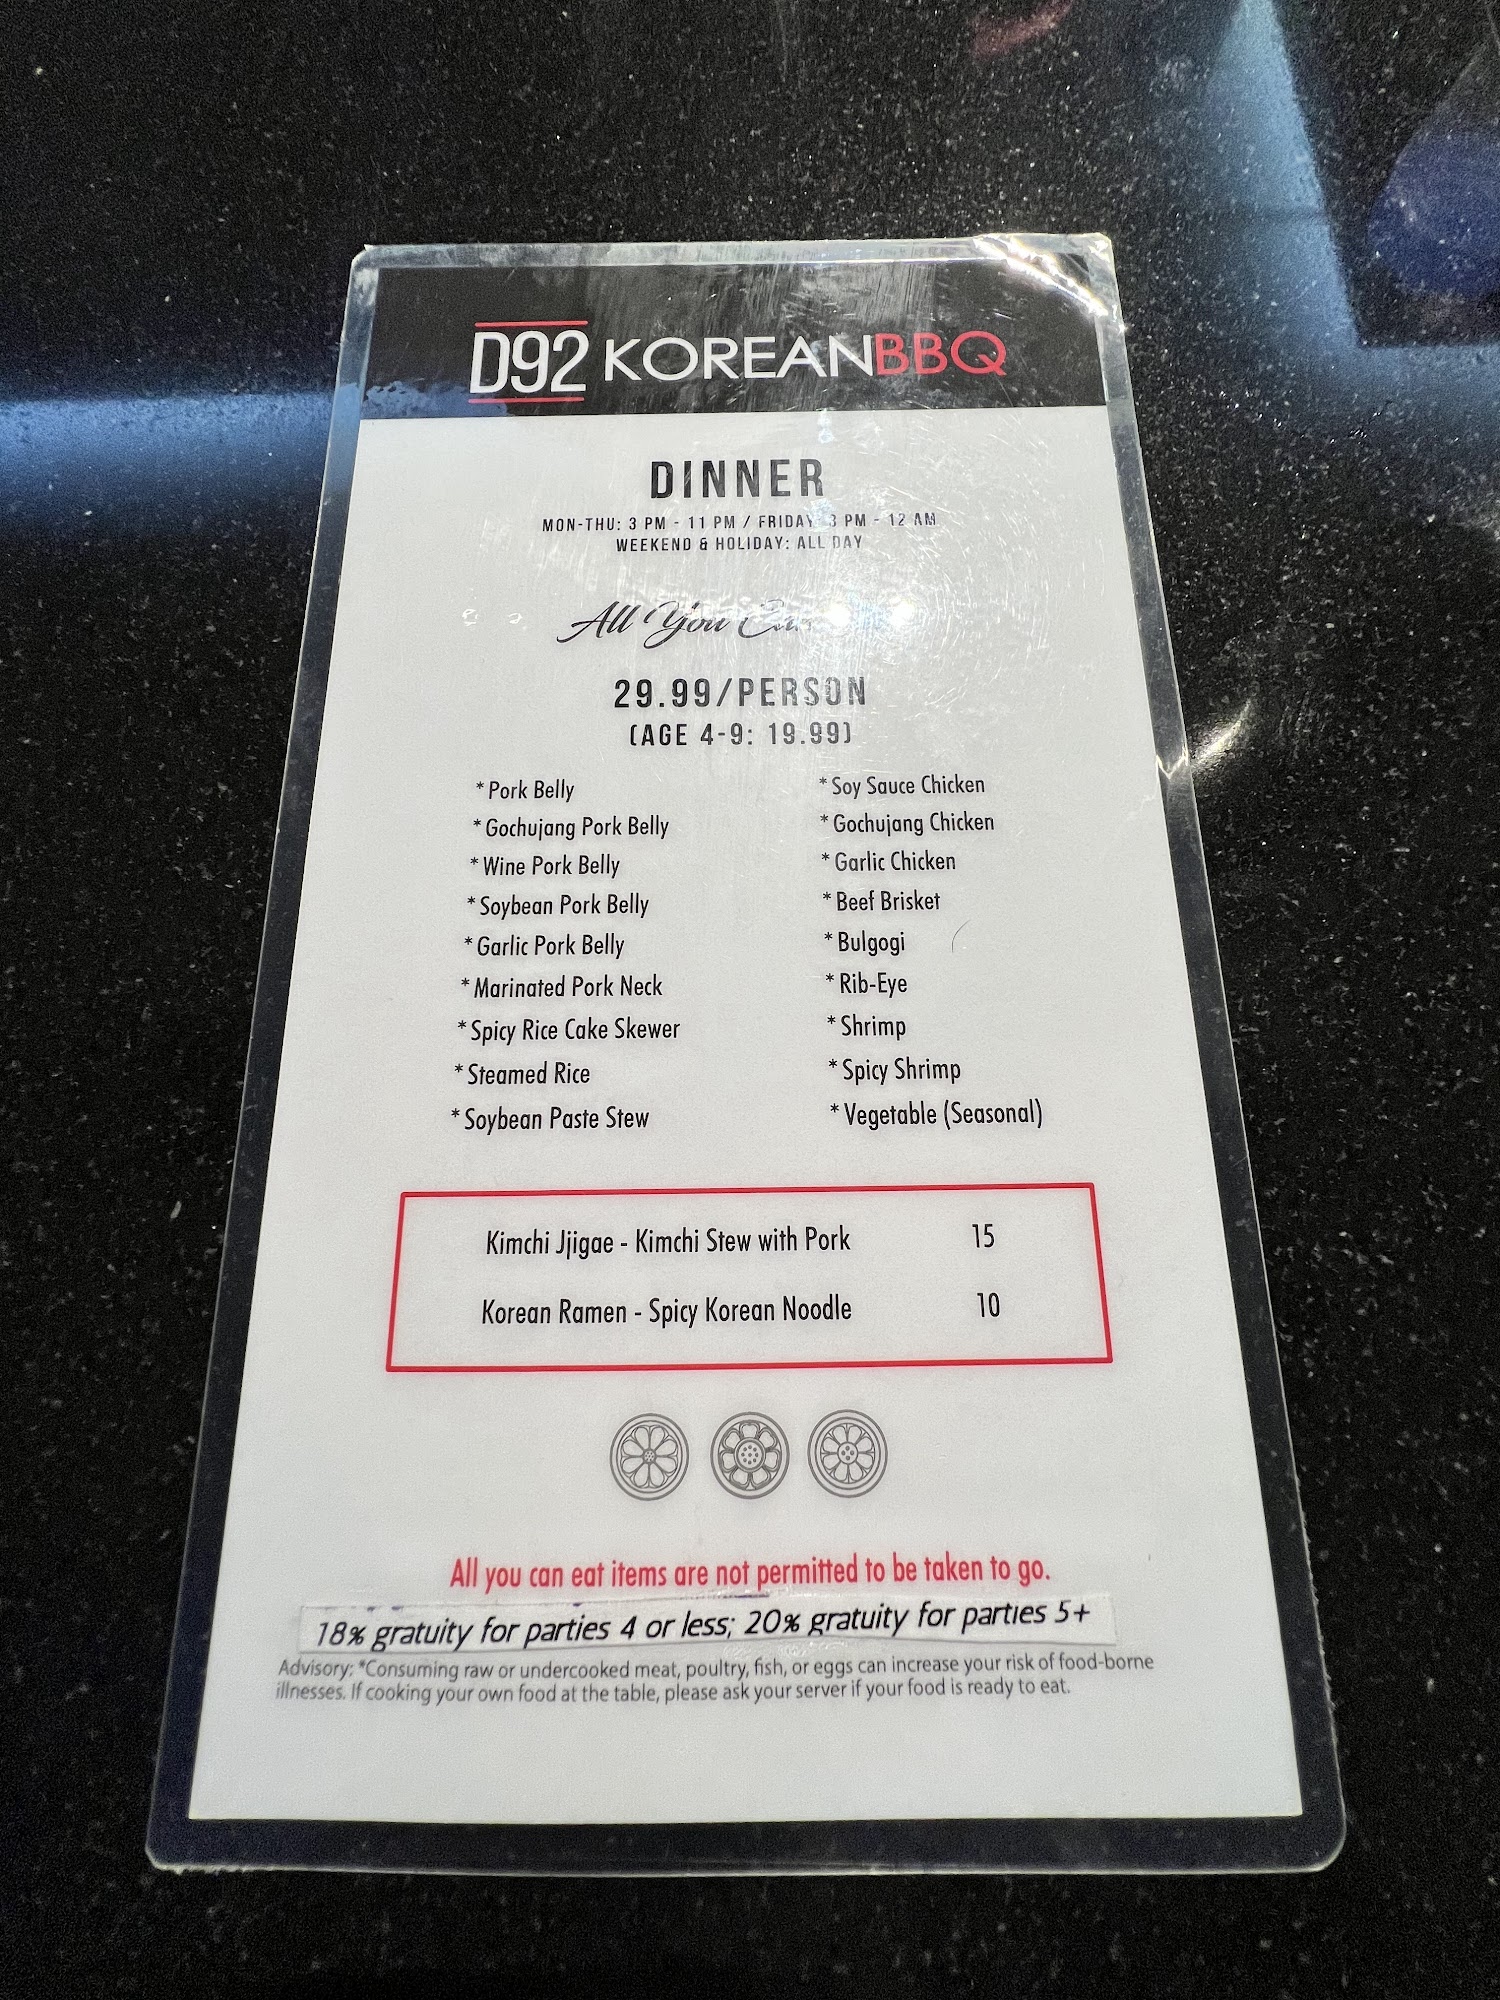 D92 KOREANBBQ
DINNER
MON-THU: 3 PM - 11 PM / FRIDAY 3 PM - 12 AM
WEEKEND & HOLIDAY: ALL DAY
All You Can
29.99/PERSON
(AGE 4-9: 19.99)
* Pork Belly
* Gochujang Pork Belly
* Wine Pork Belly
* Soybean Pork Belly
* Garlic Pork Belly
* Marinated Pork Neck
* Spicy Rice Cake Skewer
* Steamed Rice
* Soybean Paste Stew
* Soy Sauce Chicken
* Gochujang Chicken
* Garlic Chicken
* Beef Brisket
* Bulgogi
* Rib-Eye
* Shrimp
* Spicy Shrimp
* Vegetable (Seasonal)
Kimchi Jjigae - Kimchi Stew with Pork 15
Korean Ramen - Spicy Korean Noodle 10
All you can eat items are not permitted to be taken to go.
18% gratuity for parties 4 or less; 20% gratuity for parties 5+
Advisory: *Consuming raw or undercooked meat, poultry, fish, or eggs can increase your risk of food-borne
illnesses. If cooking your own food at the table, please ask your server if your food is ready to eat.